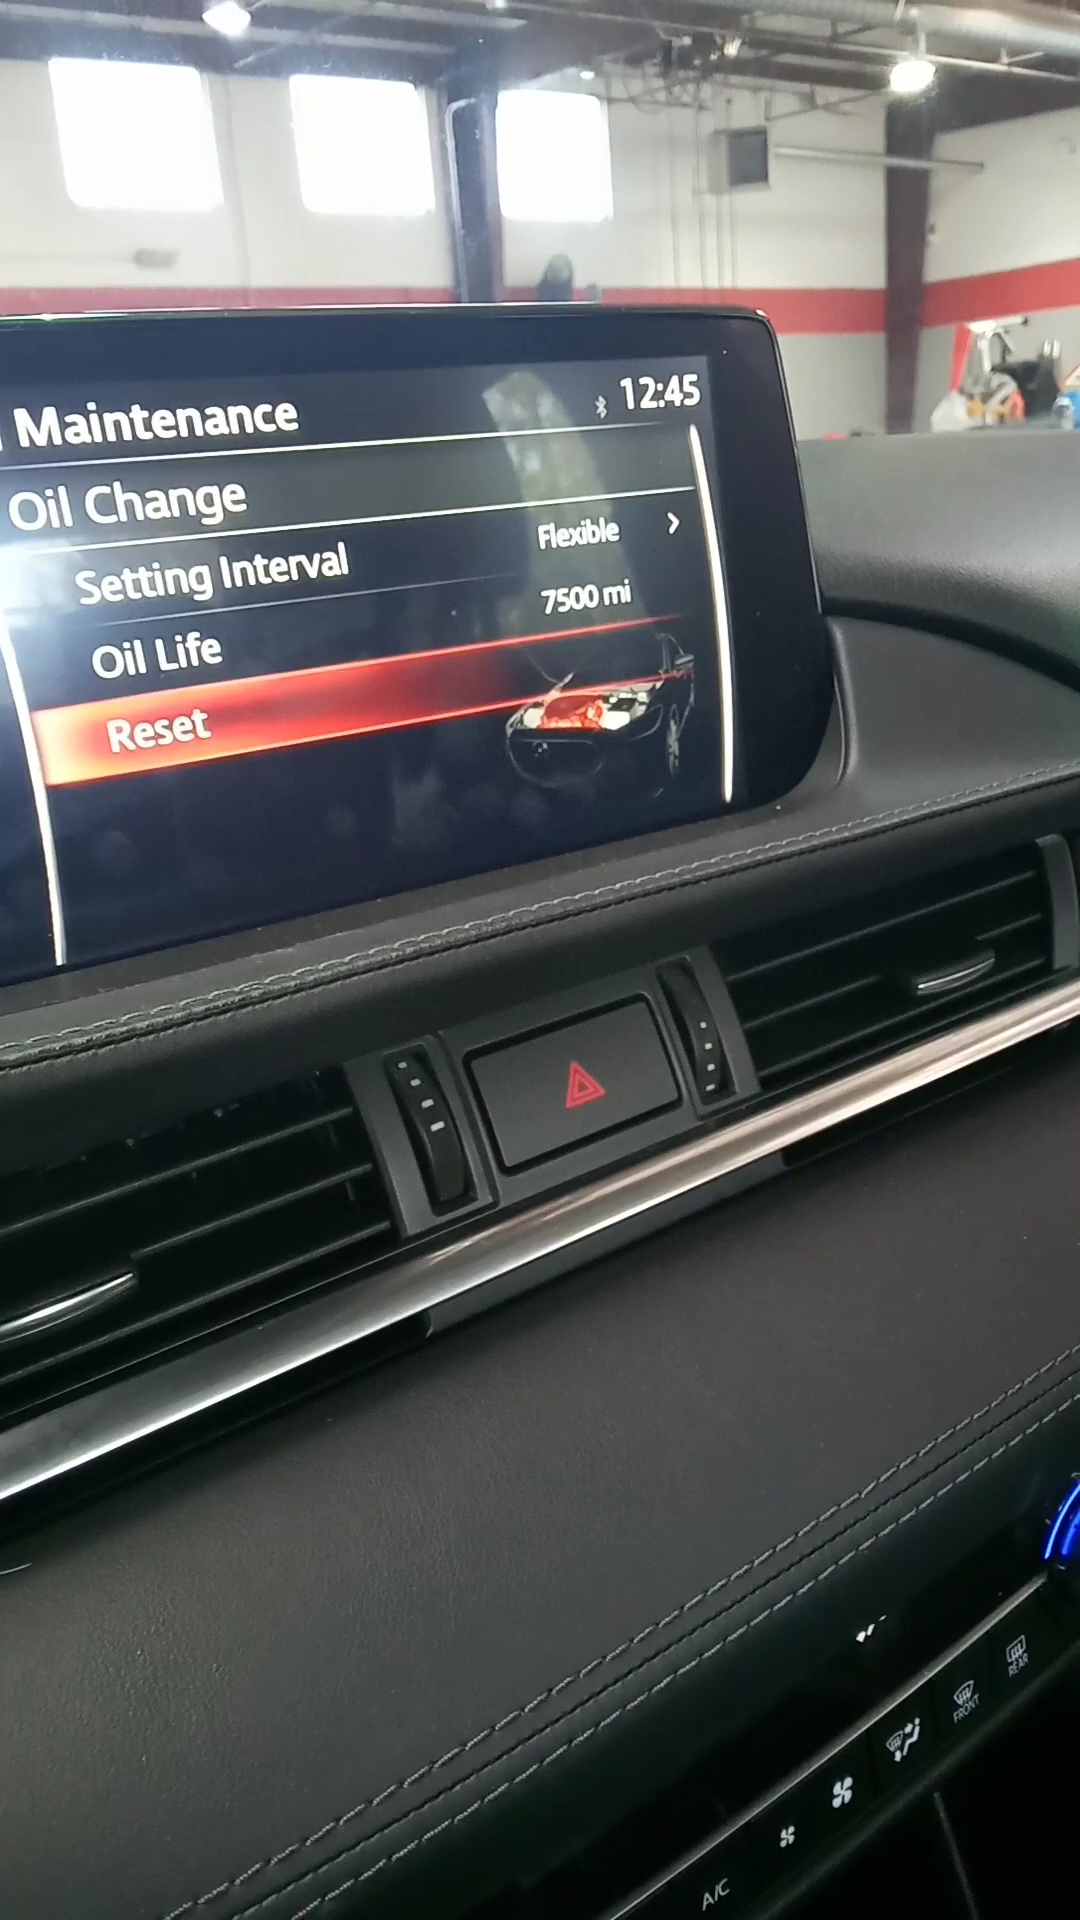 Maintenance 12:45
Oil Change
Setting Interval Flexible >
Oil Life 7500 mi
Reset
REAR
FRONT
A/C